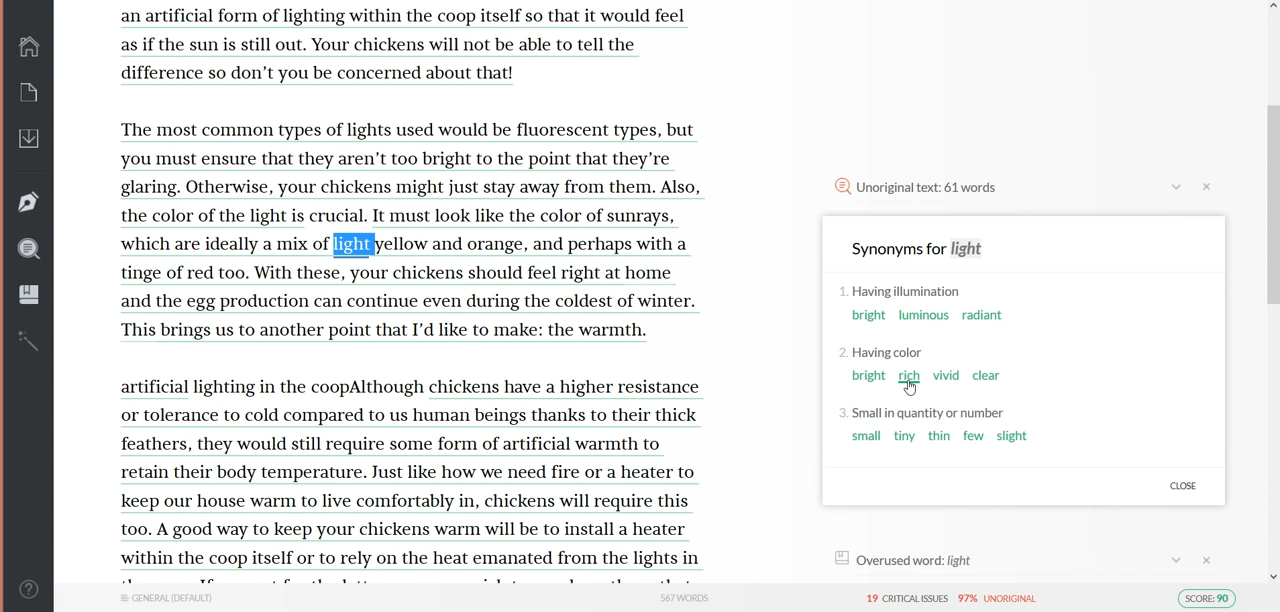 an artificial form of lighting within the coop itself so that it would feel
as if the sun is still out. Your chickens will not be able to tell the
difference so don’t you be concerned about that!
The most common types of lights used would be fluorescent types, but
you must ensure that they aren’t too bright to the point that they’re
glaring. Otherwise, your chickens might just stay away from them. Also,
the color of the light is crucial. It must look like the color of sunrays,
which are ideally a mix of light yellow and orange, and perhaps with a
tinge of red too. With these, your chickens should feel right at home
and the egg production can continue even during the coldest of winter.
This brings us to another point that I’d like to make: the warmth.
artificial lighting in the coopAlthough chickens have a higher resistance
or tolerance to cold compared to us human beings thanks to their thick
feathers, they would still require some form of artificial warmth to
retain their body temperature. Just like how we need fire or a heater to
keep our house warm to live comfortably in, chickens will require this
too. A good way to keep your chickens warm will be to install a heater
within the coop itself or to rely on the heat emanated from the lights in
Unoriginal text: 61 words
Synonyms for light
1. Having illumination
bright luminous radiant
2. Having color
bright rich vivid clear
3. Small in quantity or number
small tiny thin few slight
CLOSE
Overused word: light
GENERAL (DEFAULT)
567 WORDS
19 CRITICAL ISSUES
97% UNORIGINAL
SCORE: 90